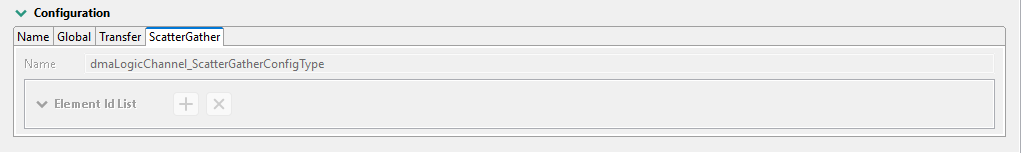 Configuration
Name Global Transfer ScatterGather
Name dmaLogicChannel_ScatterGatherConfigType
Element Id List